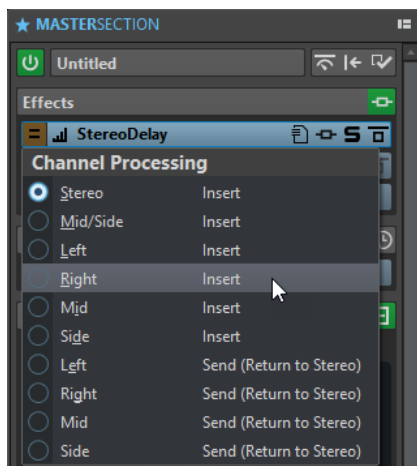 MASTERSECTION
Untitled
Effects
StereoDelay S
Channel Processing
Stereo Insert
Mid/Side Insert
Left Insert
Right Insert
Mid Insert
Side Insert
Left Send (Return to Stereo)
Right Send (Return to Stereo)
Mid Send (Return to Stereo)
Side Send (Return to Stereo)